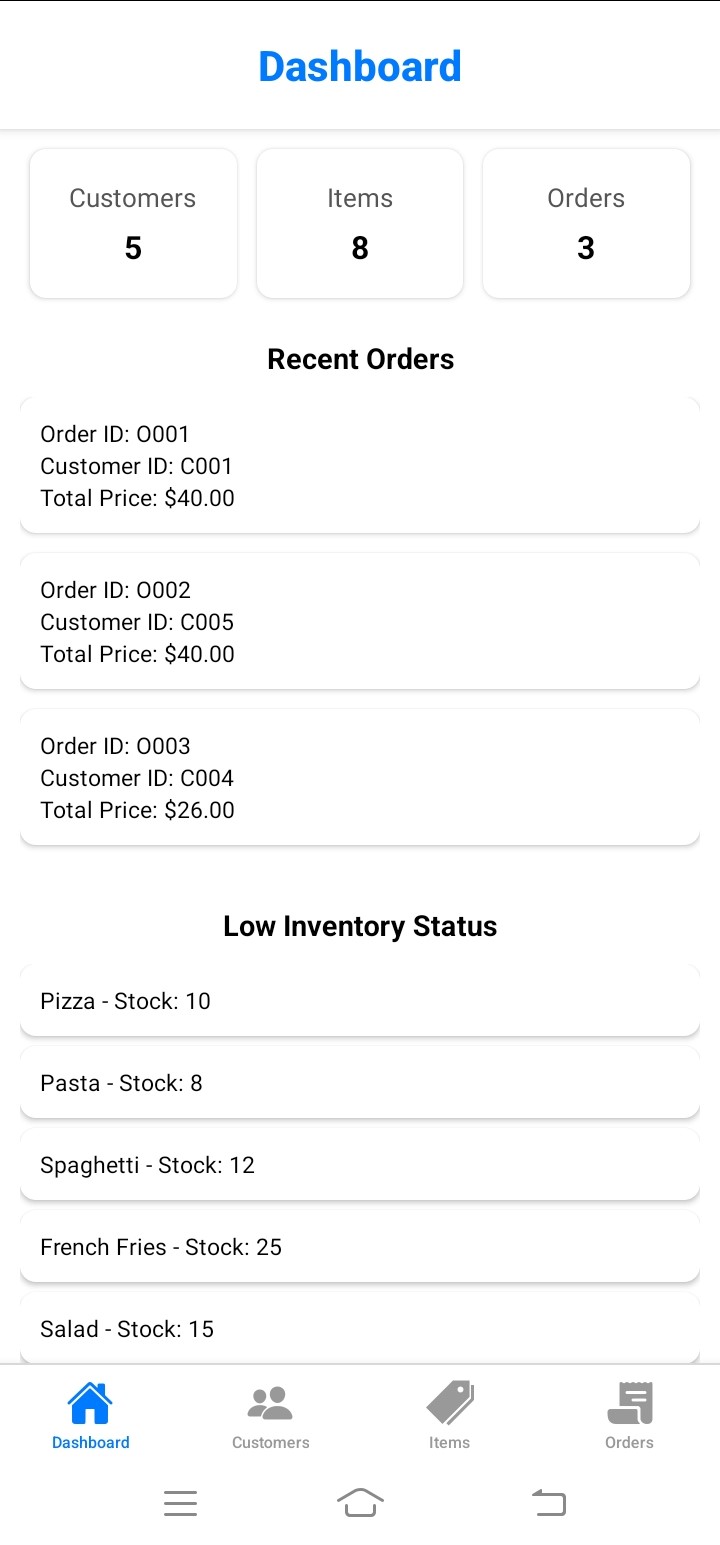 Dashboard
Customers
5
Items
8
Orders
3
Recent Orders
Order ID: O001
Customer ID: C001
Total Price: $40.00
Order ID: O002
Customer ID: C005
Total Price: $40.00
Order ID: O003
Customer ID: C004
Total Price: $26.00
Low Inventory Status
Pizza - Stock: 10
Pasta - Stock: 8
Spaghetti - Stock: 12
French Fries - Stock: 25
Salad - Stock: 15
Dashboard
Customers
Items
Orders